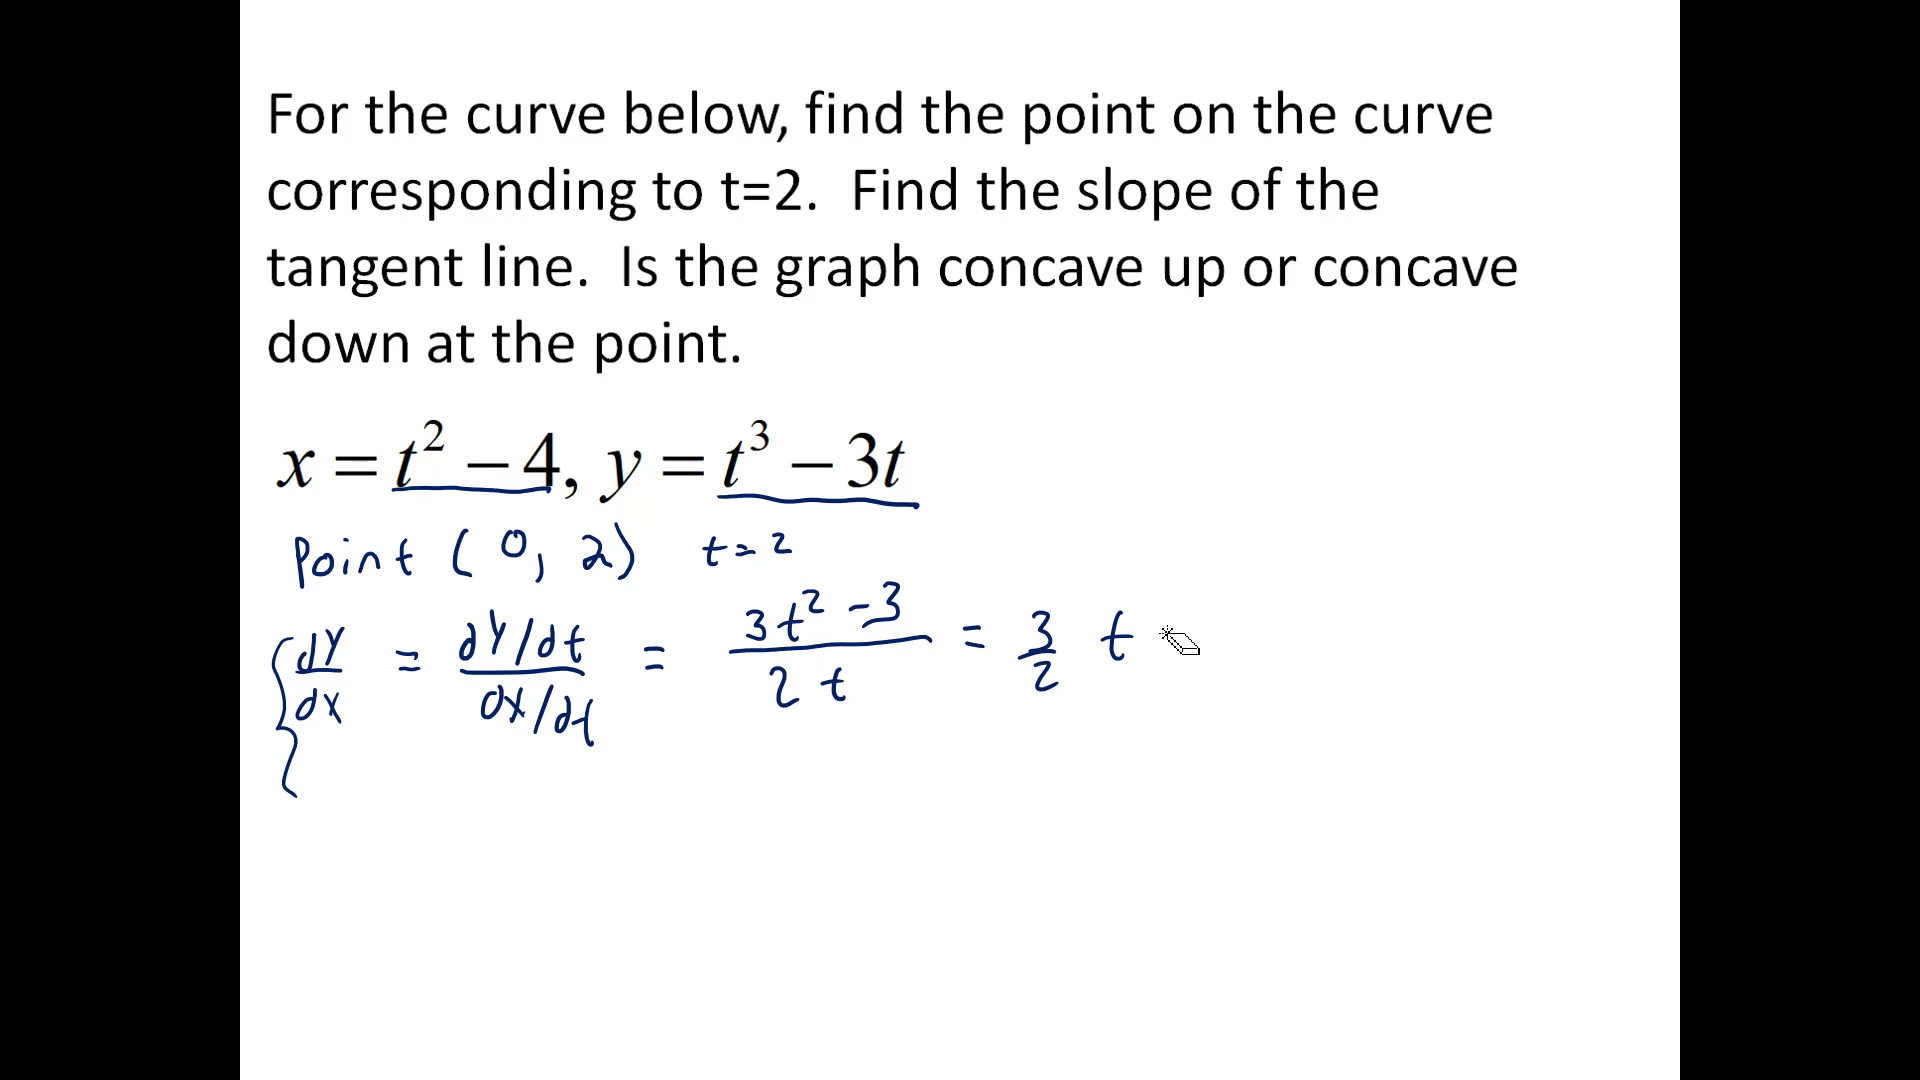 For the curve below, find the point on the curve
corresponding to t=2.  Find the slope of the
tangent line.  Is the graph concave up or concave
down at the point.
x = t² − 4, y = t³ − 3t
Point (0, 2) t = 2
dY/dX = (dY/dt)/(dX/dt) = (3t² − 3)/(2t) = 3/2 t